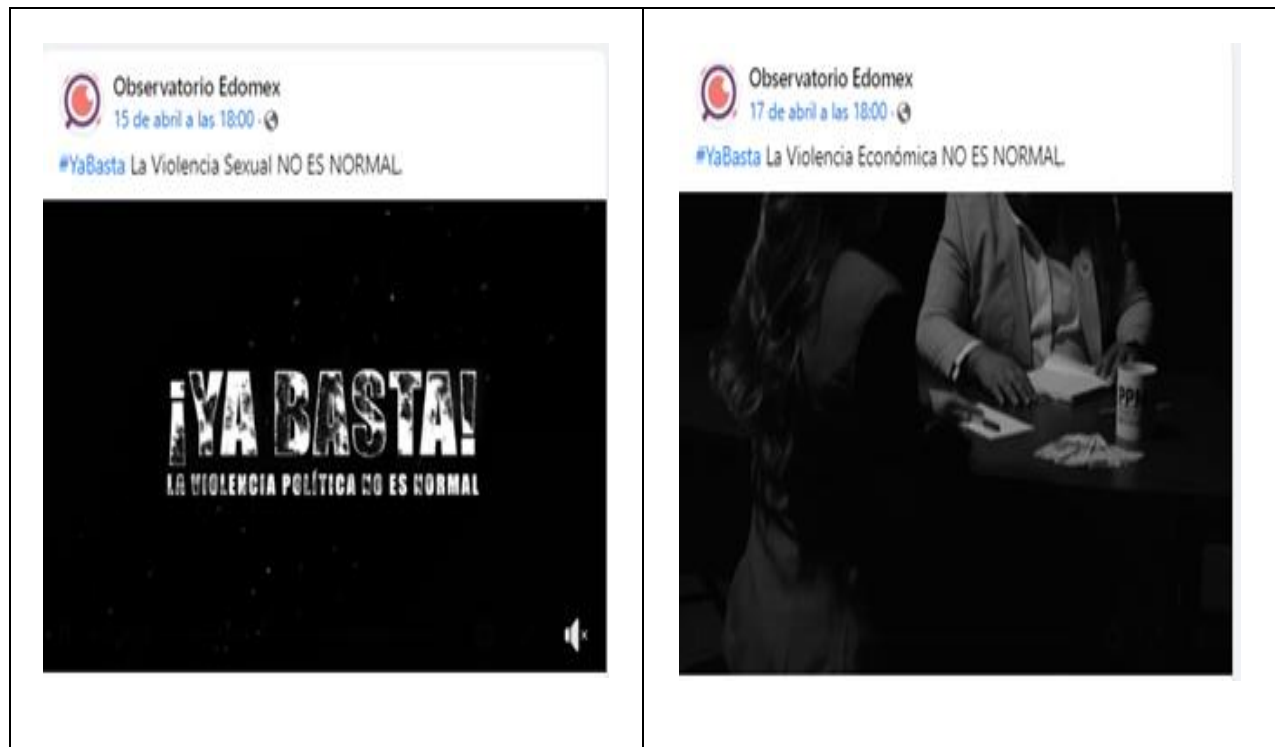 Observatorio Edomex
15 de abril a las 18:00 ·
#YaBasta La Violencia Sexual NO ES NORMAL.
¡YA BASTA!
LA VIOLENCIA POLÍTICA NO ES NORMAL
Observatorio Edomex
17 de abril a las 18:00 ·
#YaBasta La Violencia Económica NO ES NORMAL.